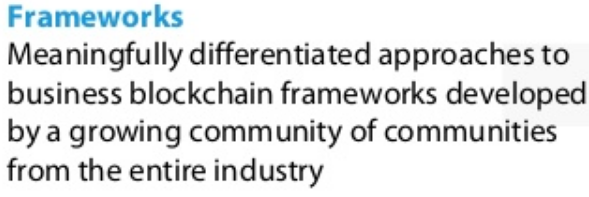 Frameworks
Meaningfully differentiated approaches to
business blockchain frameworks developed
by a growing community of communities
from the entire industry